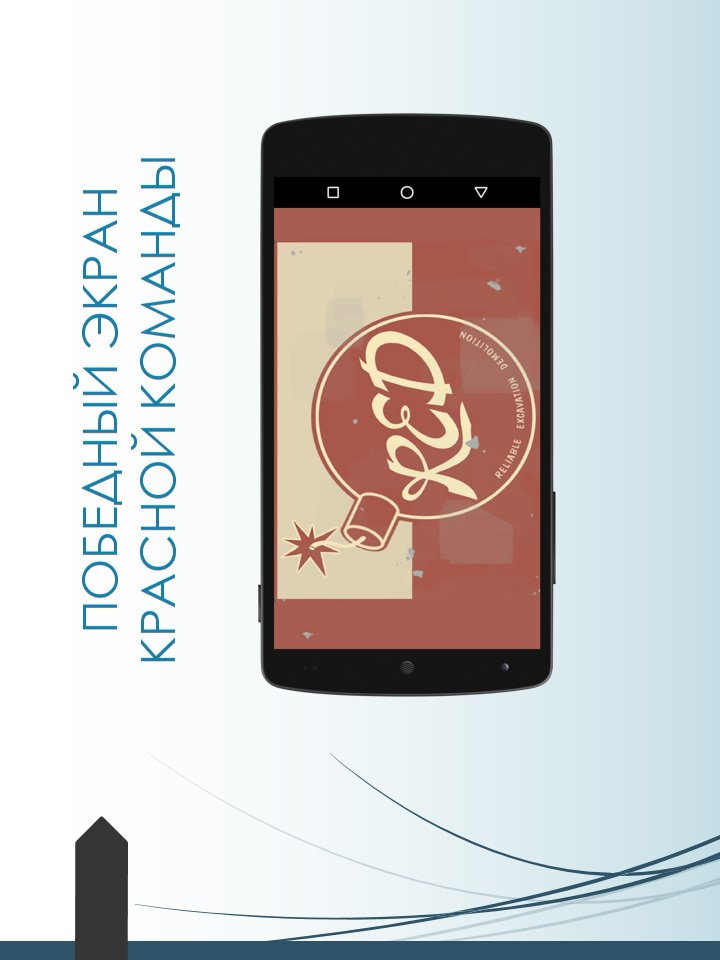 ПОБЕДНЫЙ ЭКРАН
КРАСНОЙ КОМАНДЫ
RED
RELIABLE EXCAVATION DEMOLITION